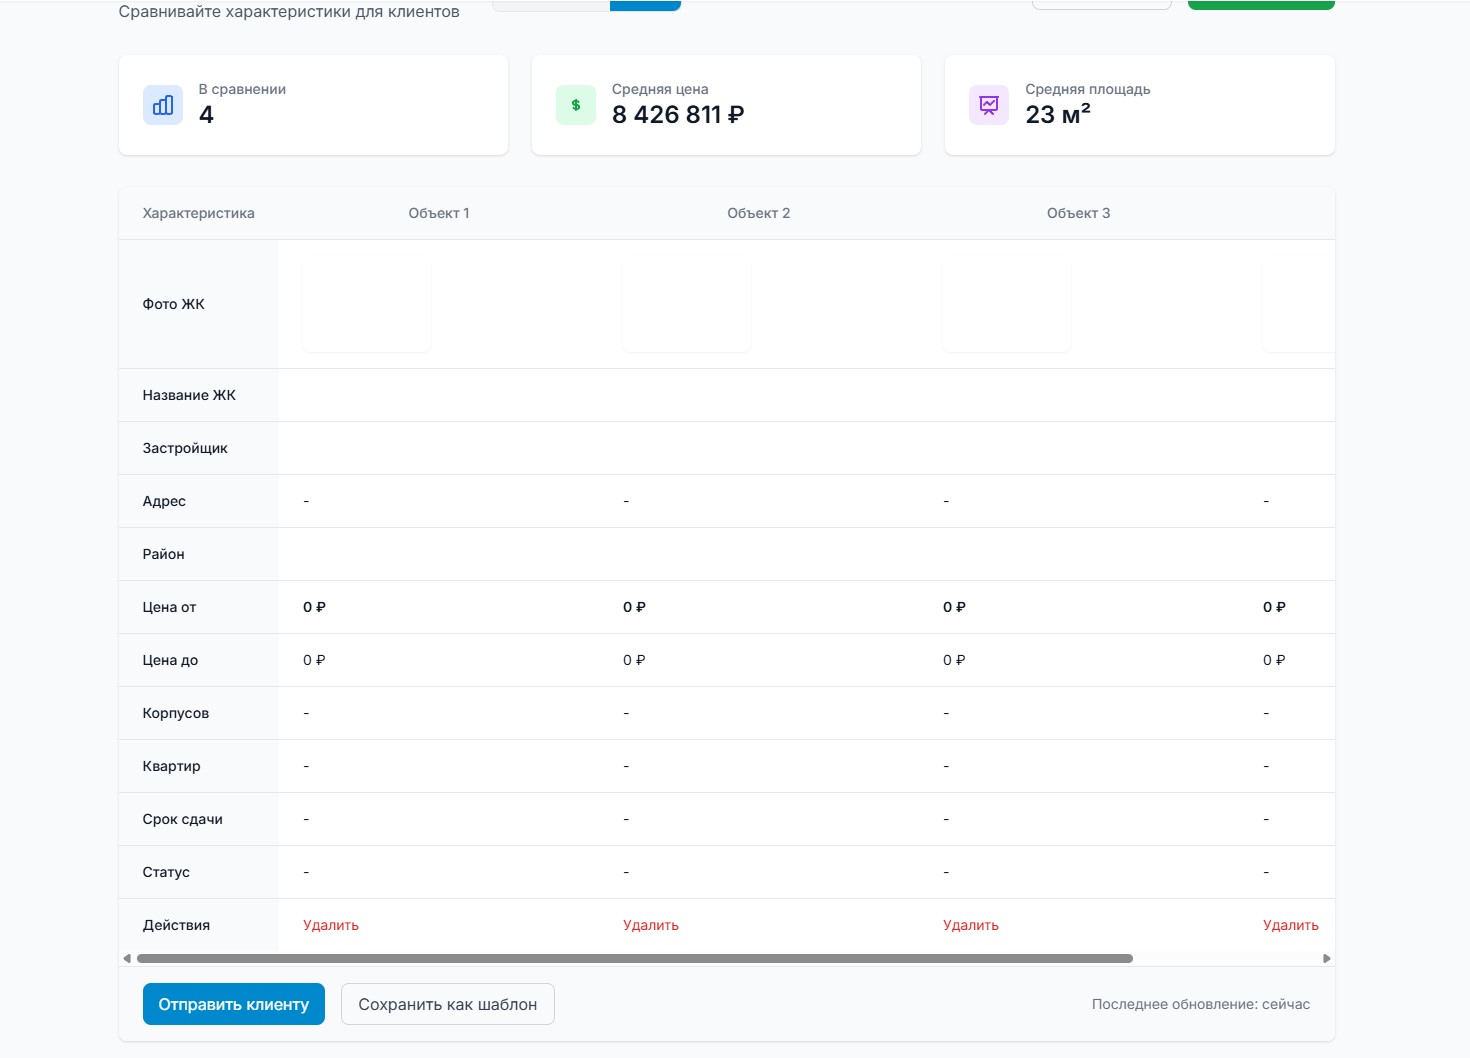 Сравнивайте характеристики для клиентов
В сравнении
4
Средняя цена
8 426 811 ₽
Средняя площадь
23 м²
Характеристика Объект 1 Объект 2 Объект 3
Фото ЖК
Название ЖК
Застройщик
Адрес - - - -
Район
Цена от 0 ₽ 0 ₽ 0 ₽ 0 ₽
Цена до 0 ₽ 0 ₽ 0 ₽ 0 ₽
Корпусов - - - -
Квартир - - - -
Срок сдачи - - - -
Статус - - - -
Действия Удалить Удалить Удалить Удалить
Отправить клиенту Сохранить как шаблон Последнее обновление: сейчас